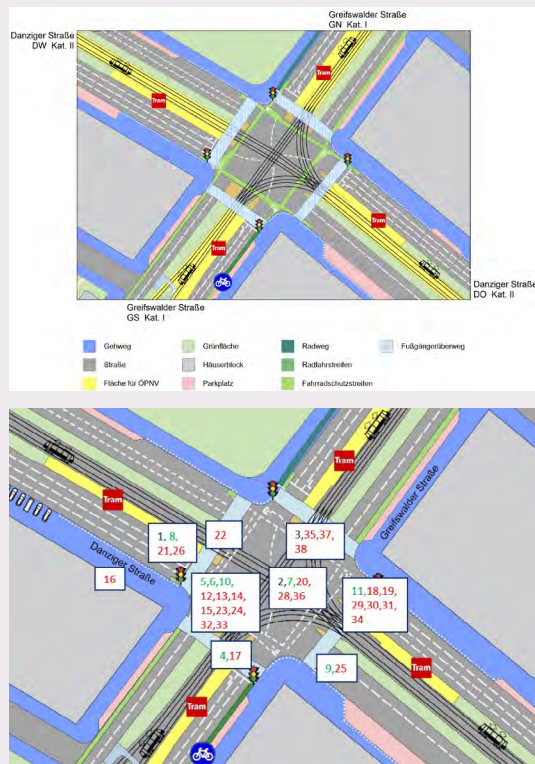 Greifswalder Straße
GN Kat. I
Danziger Straße
DW Kat. II
Tram
Tram
Tram
Tram
Danziger Straße
DO Kat. II
Greifswalder Straße
GS Kat. I
Gehweg
Grünfläche
Radweg
Fußgängerüberweg
Straße
Häuserblock
Radfahrstreifen
Fläche für ÖPNV
Parkplatz
Fahrradschutzstreifen
Tram
Tram
Greifswalder Straße
Danziger Straße
1, 8,
21,26
22
3,35,37,
38
16
5,6,10,
12,13,14,
15,23,24,
32,33
2,7,20,
28,36
11,18,19,
29,30,31,
34
4,17
9,25
Tram
Tram